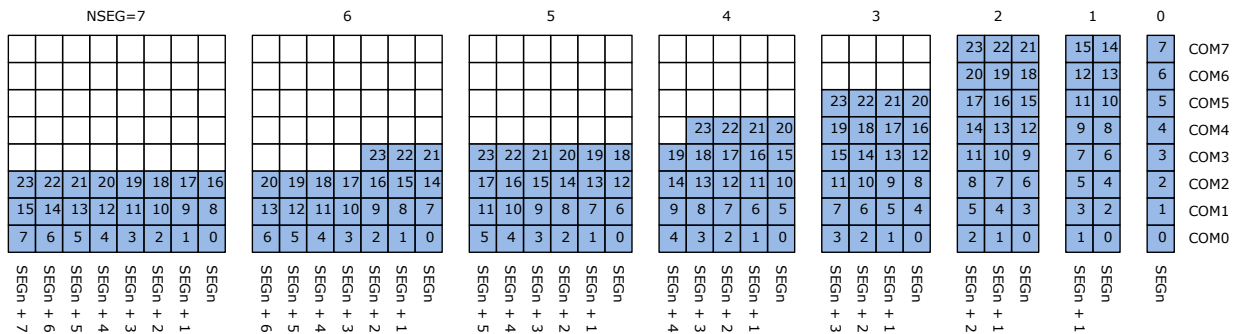 NSEG=7 6 5 4 3 2 1 0
23 22 21 15 14 7 COM7
20 19 18 12 13 6 COM6
23 22 21 20 17 16 15 11 10 5 COM5
23 22 21 20 19 18 17 16 14 13 12 9 8 4 COM4
23 22 21 23 22 21 20 19 18 19 18 17 16 15 15 14 13 12 11 10 9 7 6 3 COM3
23 22 21 20 19 18 17 16 20 19 18 17 16 15 14 17 16 15 14 13 12 14 13 12 11 10 11 10 9 8 8 7 6 5 4 2 COM2
15 14 13 12 11 10 9 8 13 12 11 10 9 8 7 11 10 9 8 7 6 9 8 7 6 5 7 6 5 4 5 4 3 3 2 1 COM1
7 6 5 4 3 2 1 0 6 5 4 3 2 1 0 5 4 3 2 1 0 4 3 2 1 0 3 2 1 0 2 1 0 1 0 0 COM0
SEGn + 7
SEGn + 6
SEGn + 5
SEGn + 4
SEGn + 3
SEGn + 2
SEGn + 1
SEGn
SEGn + 6
SEGn + 5
SEGn + 4
SEGn + 3
SEGn + 2
SEGn + 1
SEGn
SEGn + 5
SEGn + 4
SEGn + 3
SEGn + 2
SEGn + 1
SEGn
SEGn + 4
SEGn + 3
SEGn + 2
SEGn + 1
SEGn
SEGn + 3
SEGn + 2
SEGn + 1
SEGn
SEGn + 2
SEGn + 1
SEGn
SEGn + 1
SEGn
SEGn